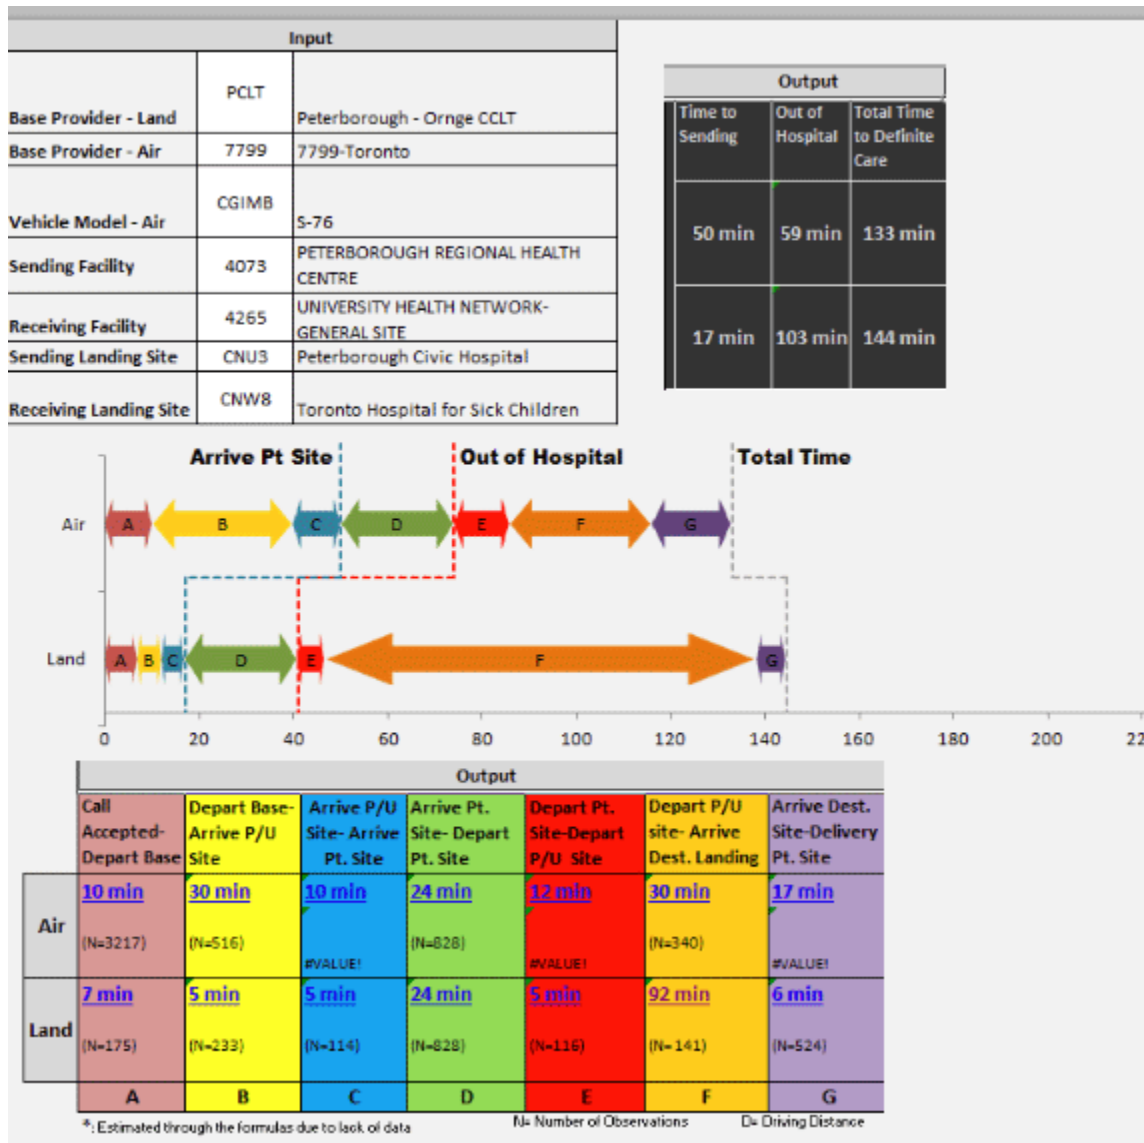 Input
PCLT
Base Provider - Land Peterborough - Ornge CCLT
Base Provider - Air 7799 7799-Toronto
CGIMB
Vehicle Model - Air S-76
Sending Facility 4073 PETERBOROUGH REGIONAL HEALTH
CENTRE
Receiving Facility 4265 UNIVERSITY HEALTH NETWORK-
GENERAL SITE
Sending Landing Site CNU3 Peterborough Civic Hospital
CNW8
Receiving Landing Site Toronto Hospital for Sick Children
Output
Time to Out of Total Time
Sending Hospital to Definite
Care
50 min 59 min 133 min
17 min 103 min 144 min
Arrive Pt Site Out of Hospital Total Time
Air A B C D E F G
Land A B C D E F G
0 20 40 60 80 100 120 140 160 180 200 22
Output
Call Depart Base- Arrive P/U Arrive Pt. Depart Pt. Depart P/U Arrive Dest.
Accepted- Arrive P/U Site- Arrive Site- Depart Site-Depart site- Arrive Site-Delivery
Depart Base Site Pt. Site Pt. Site P/U Site Dest. Landing Pt. Site
10 min 30 min 10 min 24 min 12 min 30 min 17 min
Air
(N=3217) (N=516) (N=828) (N=340)
#VALUE! #VALUE! #VALUE!
7 min 5 min 5 min 24 min 5 min 92 min 6 min
Land
(N=175) (N=233) (N=114) (N=828) (N=116) (N=141) (N=524)
A B C D E F G
*: Estimated through the formulas due to lack of data N= Number of Observations D= Driving Distance